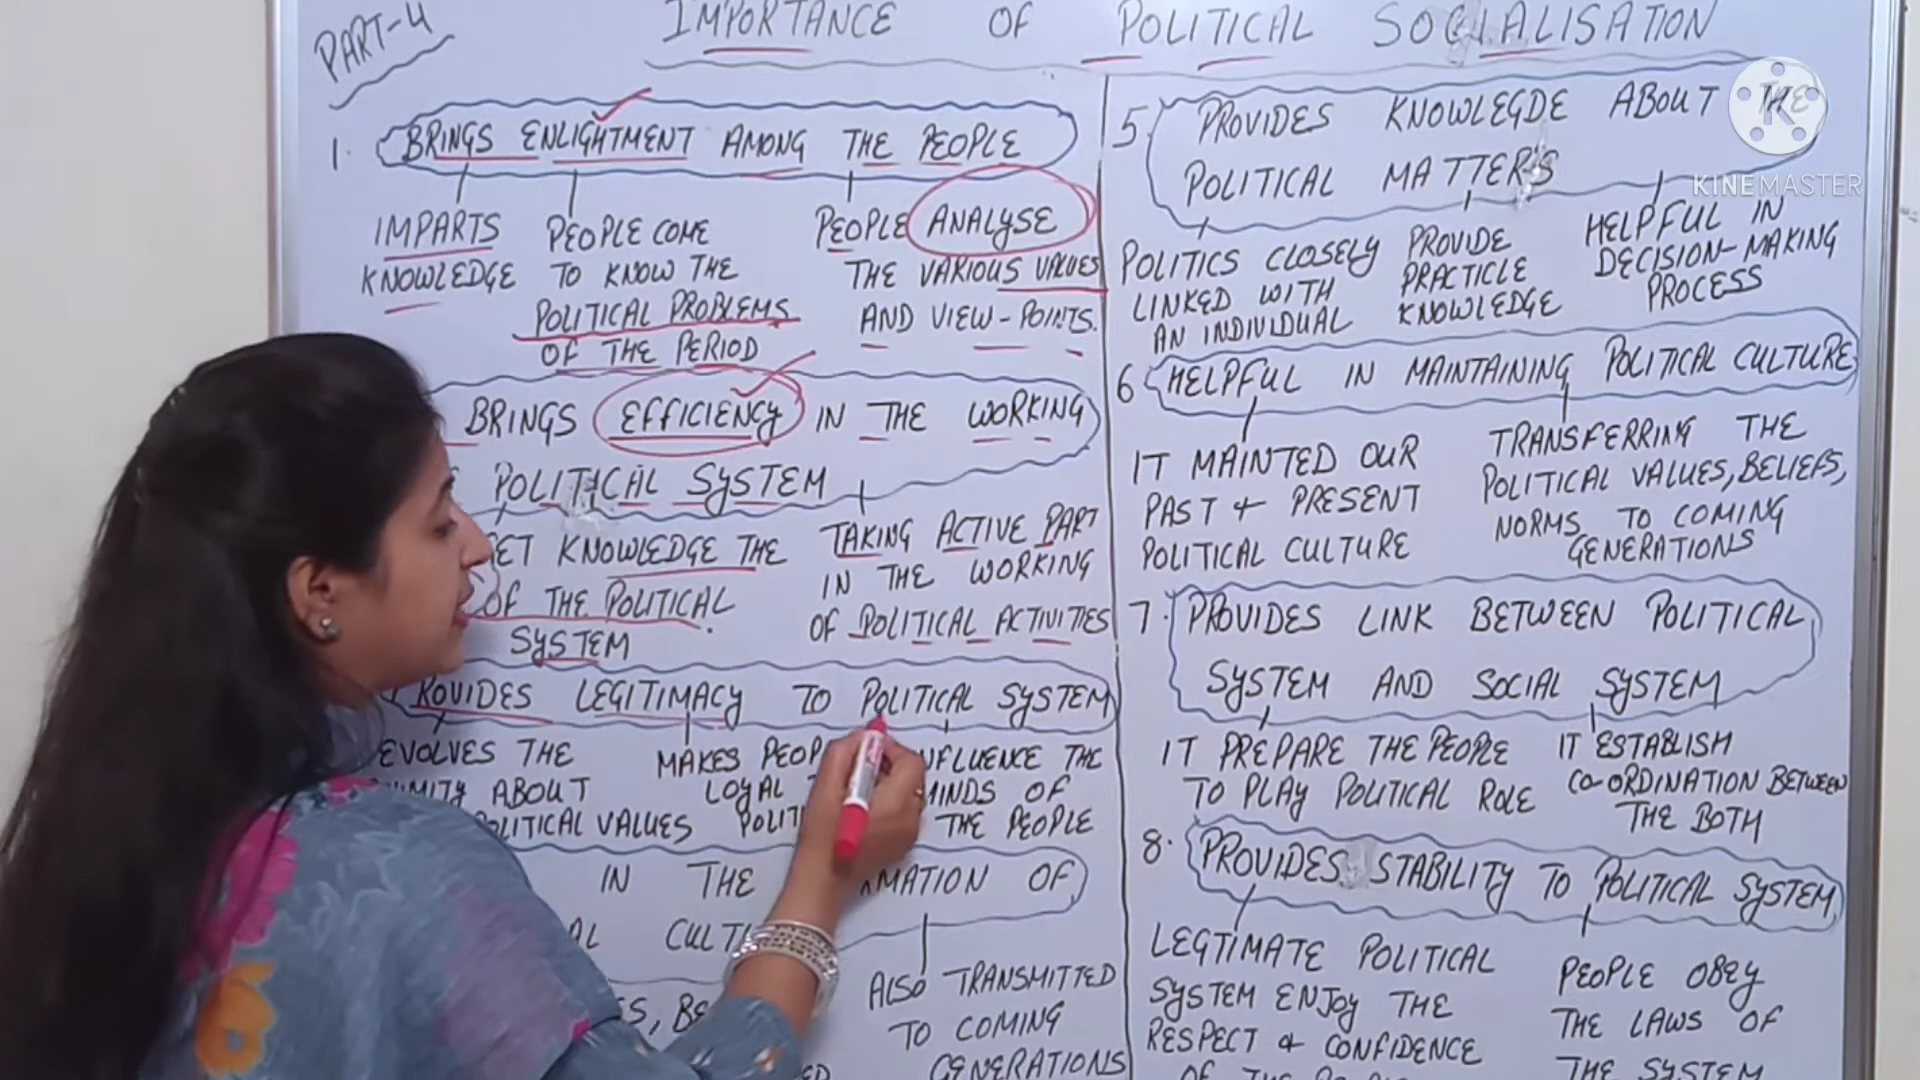 PART-4
IMPORTANCE OF POLITICAL SOCIALISATION
1. BRINGS ENLIGHTMENT AMONG THE PEOPLE
IMPARTS
KNOWLEDGE
PEOPLE COME
TO KNOW THE
POLITICAL PROBLEMS
OF THE PERIOD
PEOPLE ANALYSE
THE VARIOUS VALUES
AND VIEW-POINTS.
BRINGS EFFICIENCY IN THE WORKING
POLITICAL SYSTEM
KNOWLEDGE THE
OF THE POLITICAL
SYSTEM
TAKING ACTIVE PART
IN THE WORKING
OF POLITICAL ACTIVITIES
LEGITIMACY TO POLITICAL SYSTEM
EVOLVES THE
ABOUT
POLITICAL VALUES
MAKES
LOYAL
THE
MINDS OF
THE PEOPLE
IN THE OF
ALSO TRANSMITTED
TO COMING
GENERATIONS
5. PROVIDES KNOWLEGDE ABOUT THE
POLITICAL MATTER'S
POLITICS CLOSELY
LINKED WITH
AN INDIVIDUAL
PROVIDE
PRACTICLE
KNOWLEDGE
HELPFUL IN
DECISION-MAKING
PROCESS
6 HELPFUL IN MAINTAINING POLITICAL CULTURE
IT MAINTED OUR
PAST & PRESENT
POLITICAL CULTURE
TRANSFERRING THE
POLITICAL VALUES, BELIEFS,
NORMS TO COMING
GENERATIONS
7. PROVIDES LINK BETWEEN POLITICAL
SYSTEM AND SOCIAL SYSTEM
IT PREPARE THE PEOPLE
TO PLAY POLITICAL ROLE
IT ESTABLISH
CO-ORDINATION BETWEEN
THE BOTH
8. PROVIDES STABILITY TO POLITICAL SYSTEM
LEGTIMATE POLITICAL
SYSTEM ENJOY THE
RESPECT & CONFIDENCE
PEOPLE OBEY
THE LAWS OF
THE SYSTEM
K
KINEMASTER